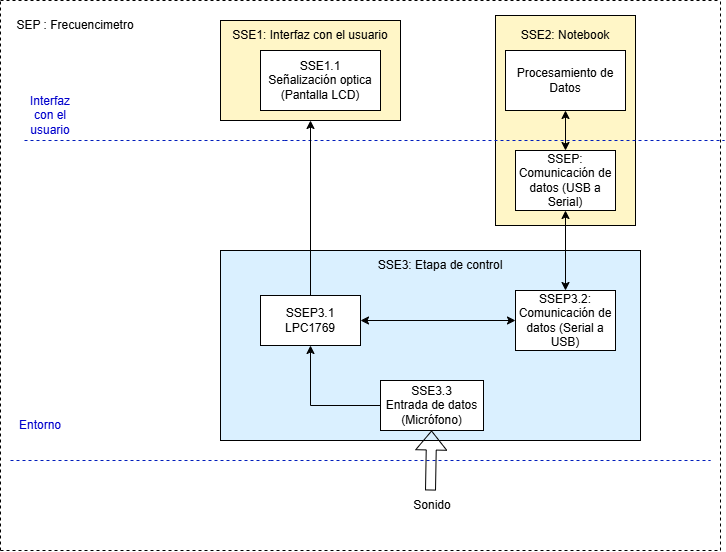 SEP : Frecuencimetro
SSE1: Interfaz con el usuario
SSE1.1
Señalización optica
(Pantalla LCD)
SSE2: Notebook
Procesamiento de
Datos
Interfaz
con el
usuario
SSEP:
Comunicación de
datos (USB a
Serial)
SSE3: Etapa de control
SSEP3.1
LPC1769
SSEP3.2:
Comunicación de
datos (Serial a
USB)
SSE3.3
Entrada de datos
(Micrófono)
Entorno
Sonido